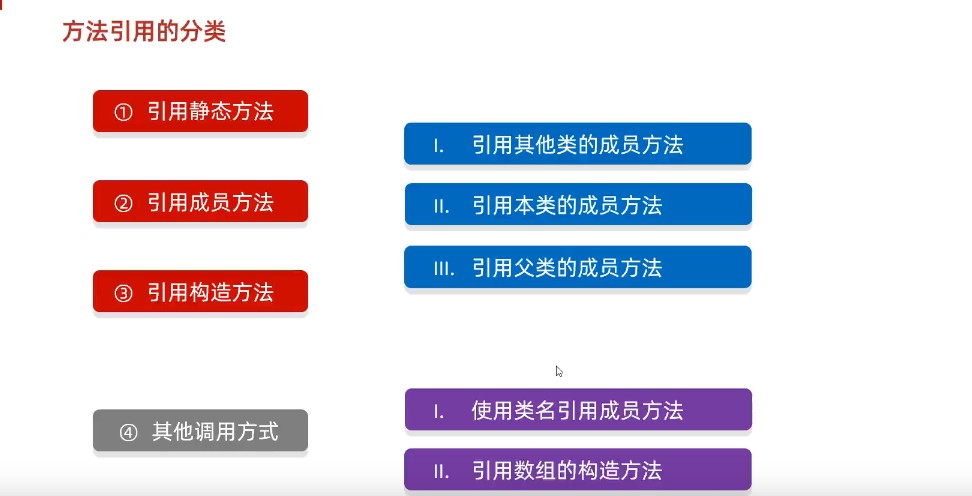 方法引用的分类
① 引用静态方法
② 引用成员方法
I. 引用其他类的成员方法
II. 引用本类的成员方法
III. 引用父类的成员方法
③ 引用构造方法
④ 其他调用方式
I. 使用类名引用成员方法
II. 引用数组的构造方法